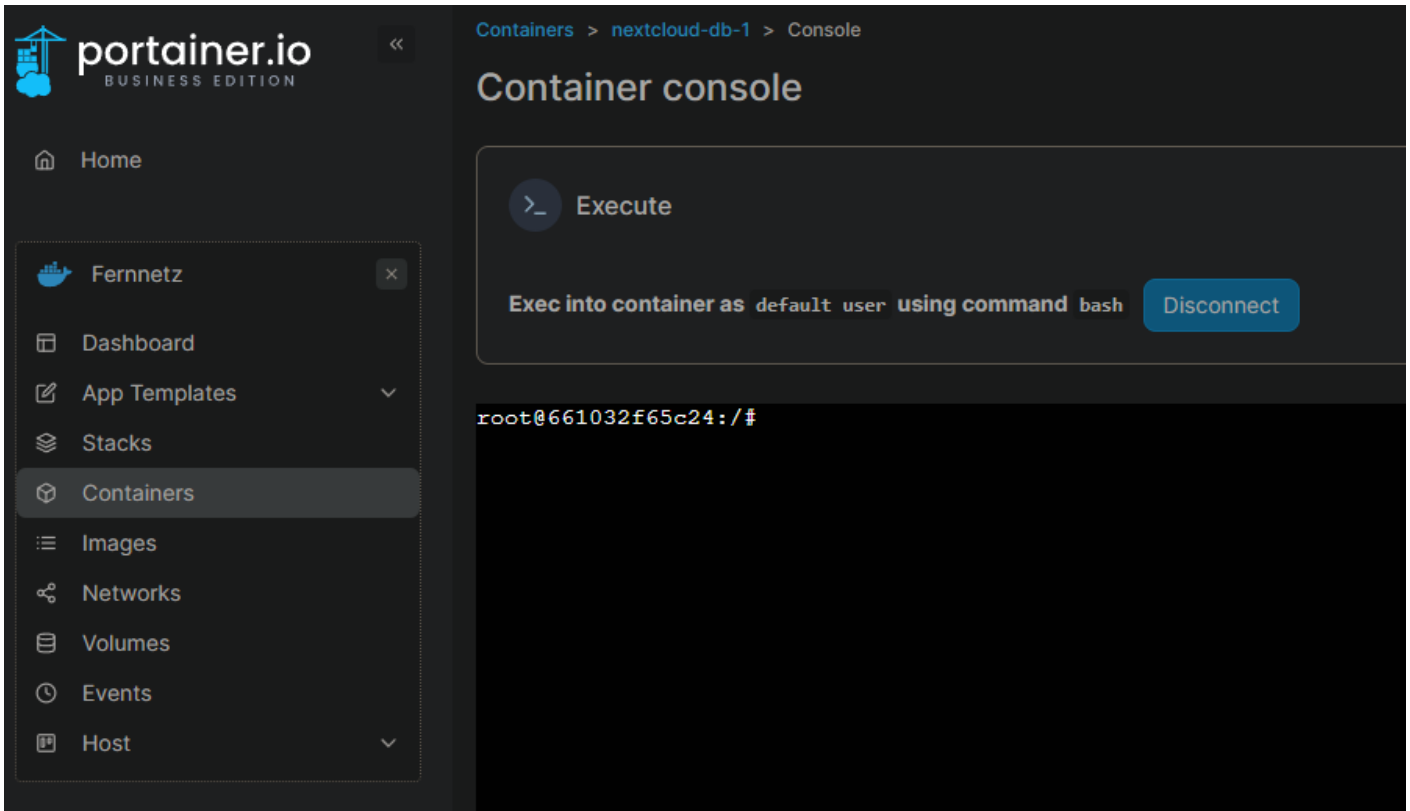 portainer.io
BUSINESS EDITION
Home
Fernnetz
Dashboard
App Templates
Stacks
Containers
Images
Networks
Volumes
Events
Host
Containers > nextcloud-db-1 > Console
Container console
>_ Execute
Exec into container as default user using command bash Disconnect
root@661032f65c24:/#